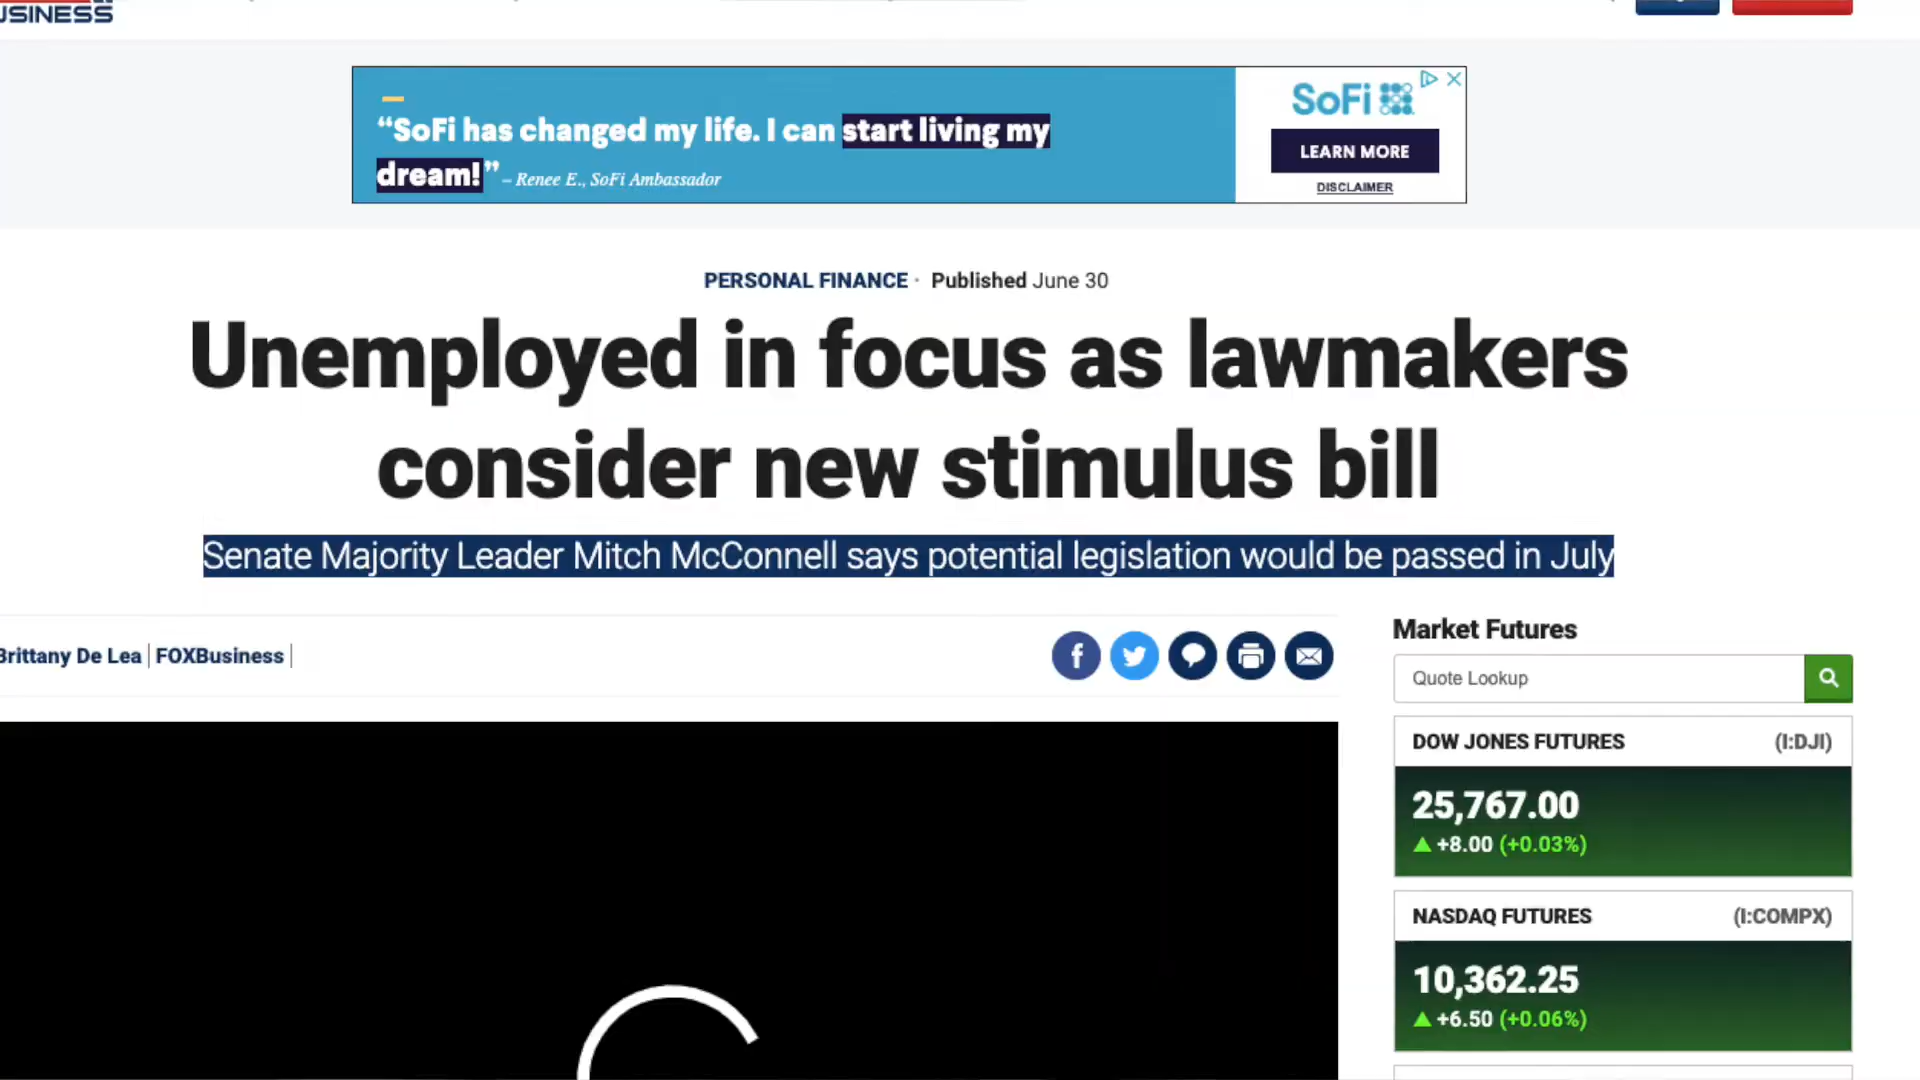 USINESS
“SoFi has changed my life. I can start living my
dream!” – Renee E., SoFi Ambassador
SoFi
LEARN MORE
DISCLAIMER
PERSONAL FINANCE · Published June 30
Unemployed in focus as lawmakers
consider new stimulus bill
Senate Majority Leader Mitch McConnell says potential legislation would be passed in July
Brittany De Lea | FOXBusiness |
Market Futures
Quote Lookup
DOW JONES FUTURES (I:DJI)
25,767.00
+8.00 (+0.03%)
NASDAQ FUTURES (I:COMPX)
10,362.25
+6.50 (+0.06%)